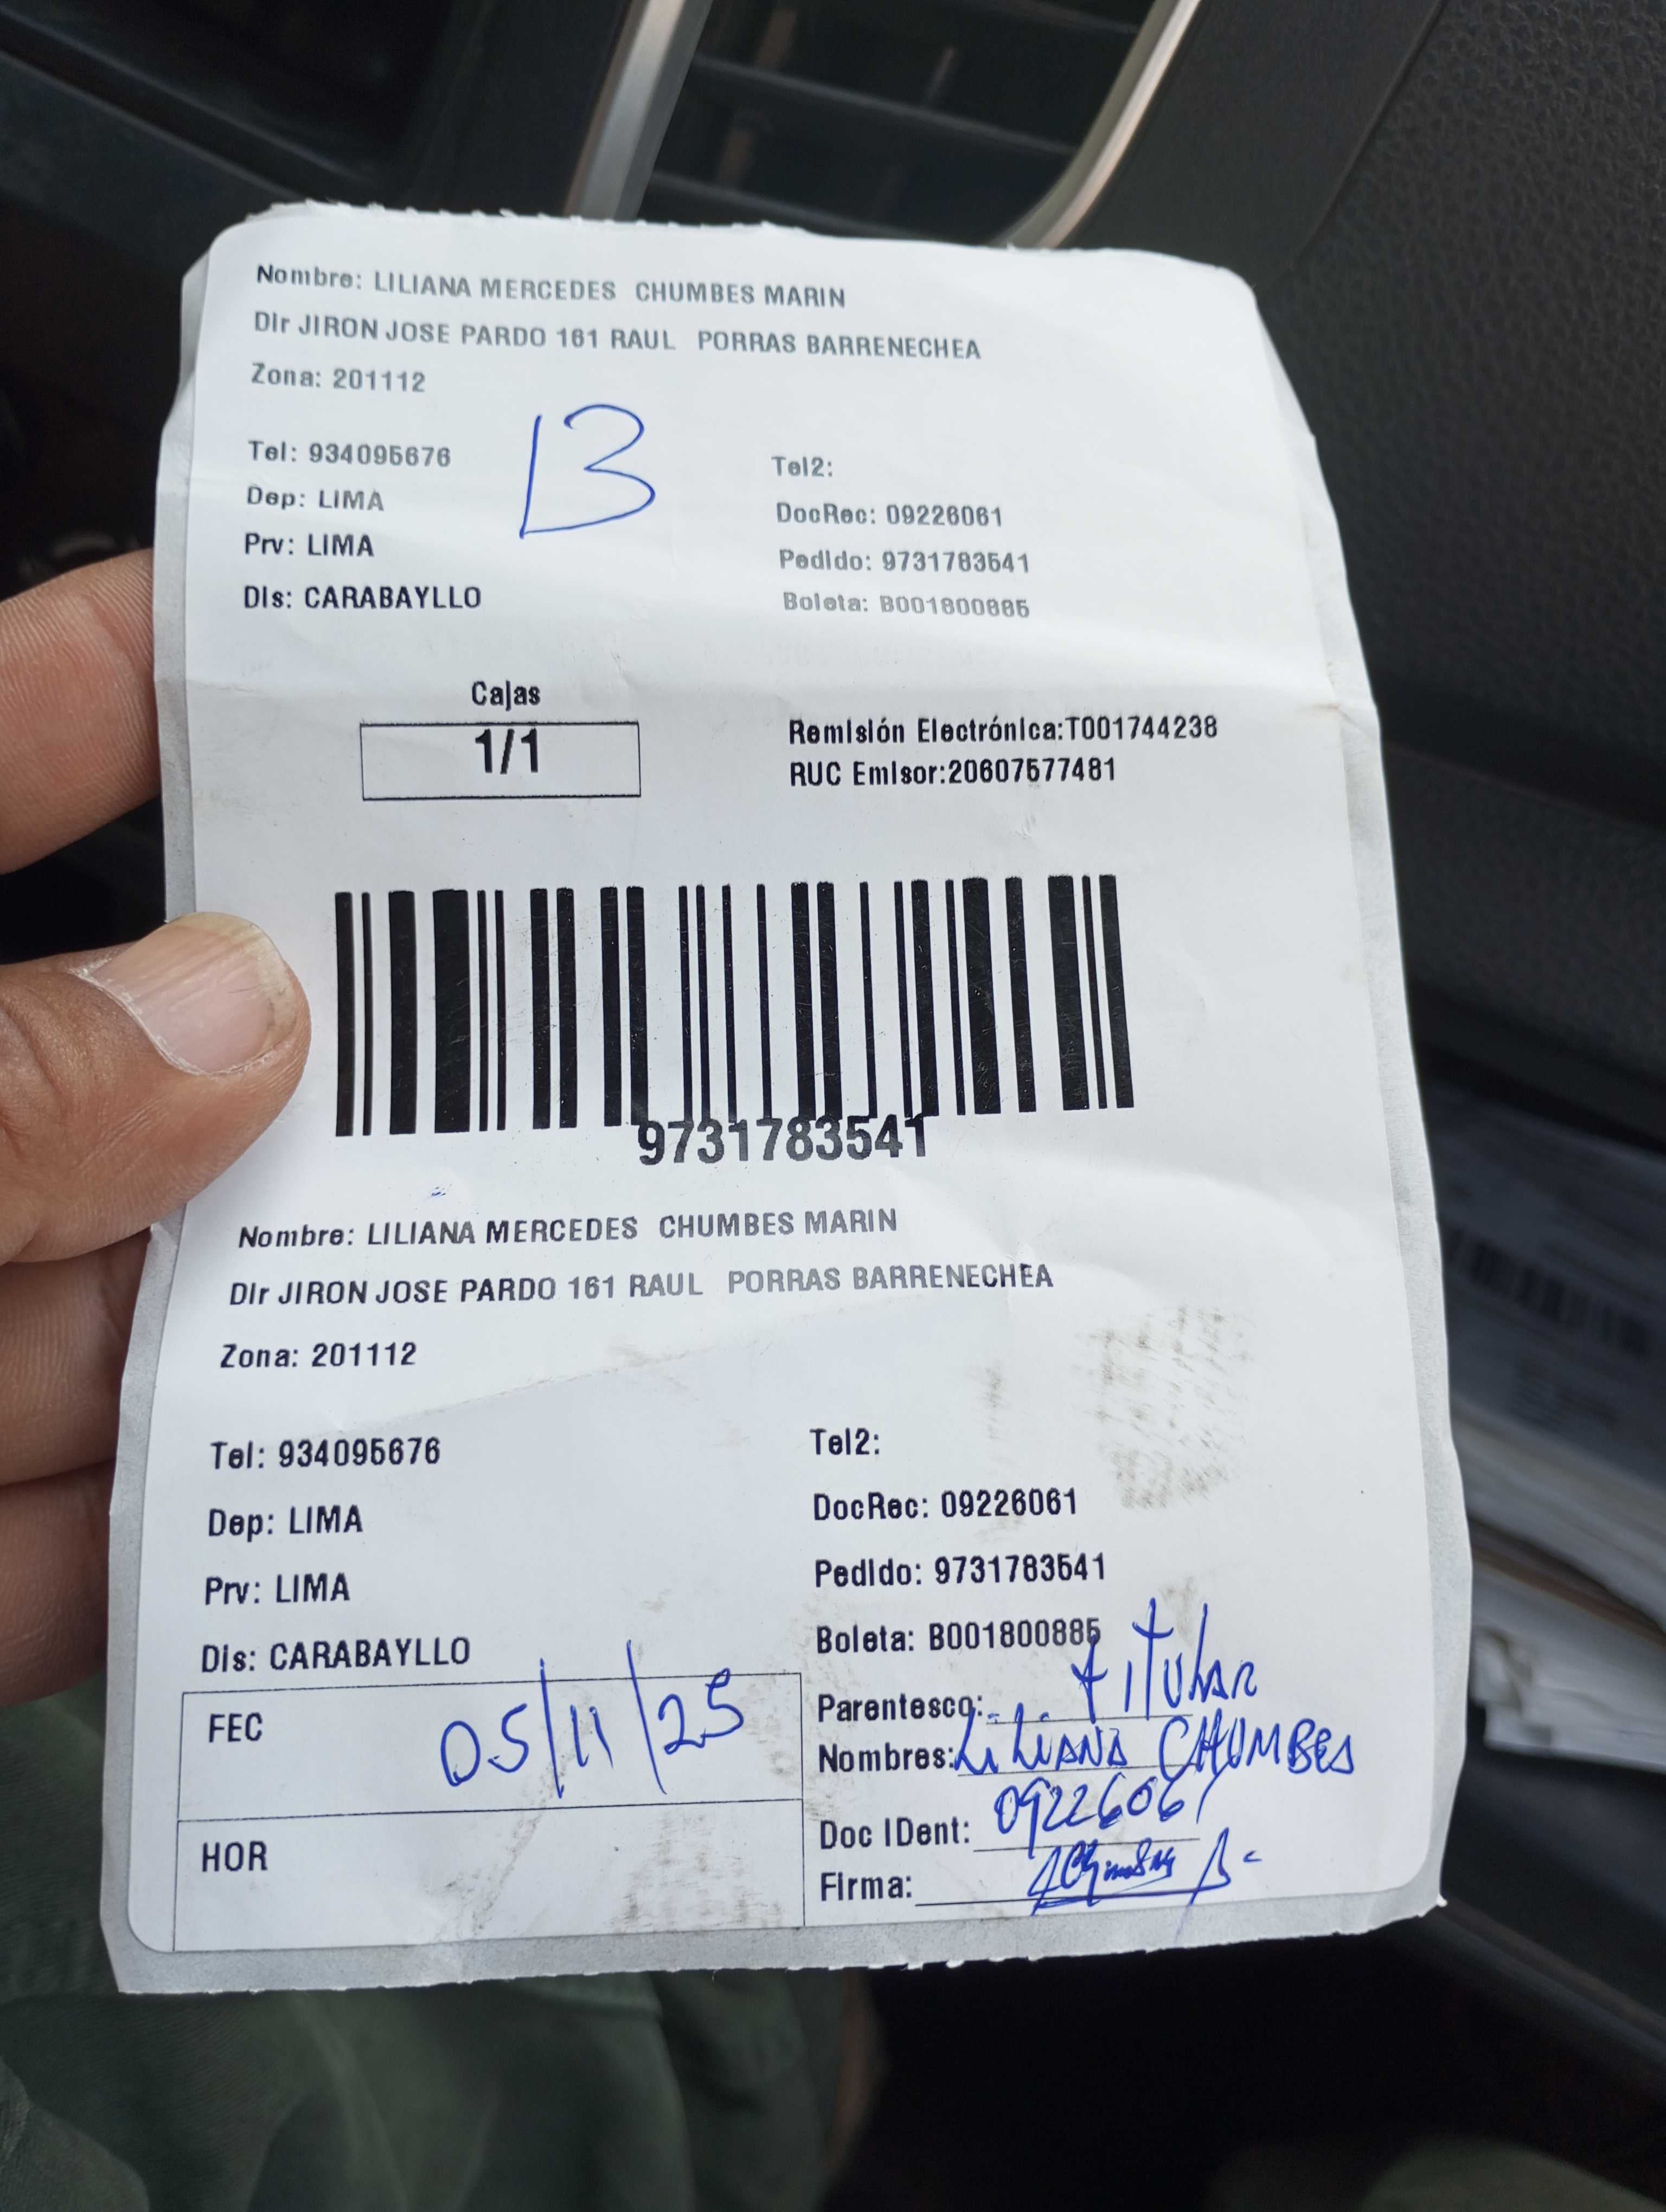 Nombre: LILIANA MERCEDES CHUMBES MARIN
Dir JIRON JOSE PARDO 161 RAUL PORRAS BARRENECHEA
Zona: 201112
13
Tel: 934095676 Tel2:
Dep: LIMA DocRec: 09226061
Prv: LIMA Pedido: 9731783541
Dis: CARABAYLLO Boleta: B001800885
Cajas
1/1
Remisión Electrónica:T001744238
RUC Emisor:20607577481
9731783541
Nombre: LILIANA MERCEDES CHUMBES MARIN
Dir JIRON JOSE PARDO 161 RAUL PORRAS BARRENECHEA
Zona: 201112
Tel: 934095676 Tel2:
Dep: LIMA DocRec: 09226061
Prv: LIMA Pedido: 9731783541
Dis: CARABAYLLO Boleta: B001800885
FEC 05/11/25
HOR
Parentesco: titular
Nombres: LILIANA CHUMBES
Doc IDent: 09226061
Firma: